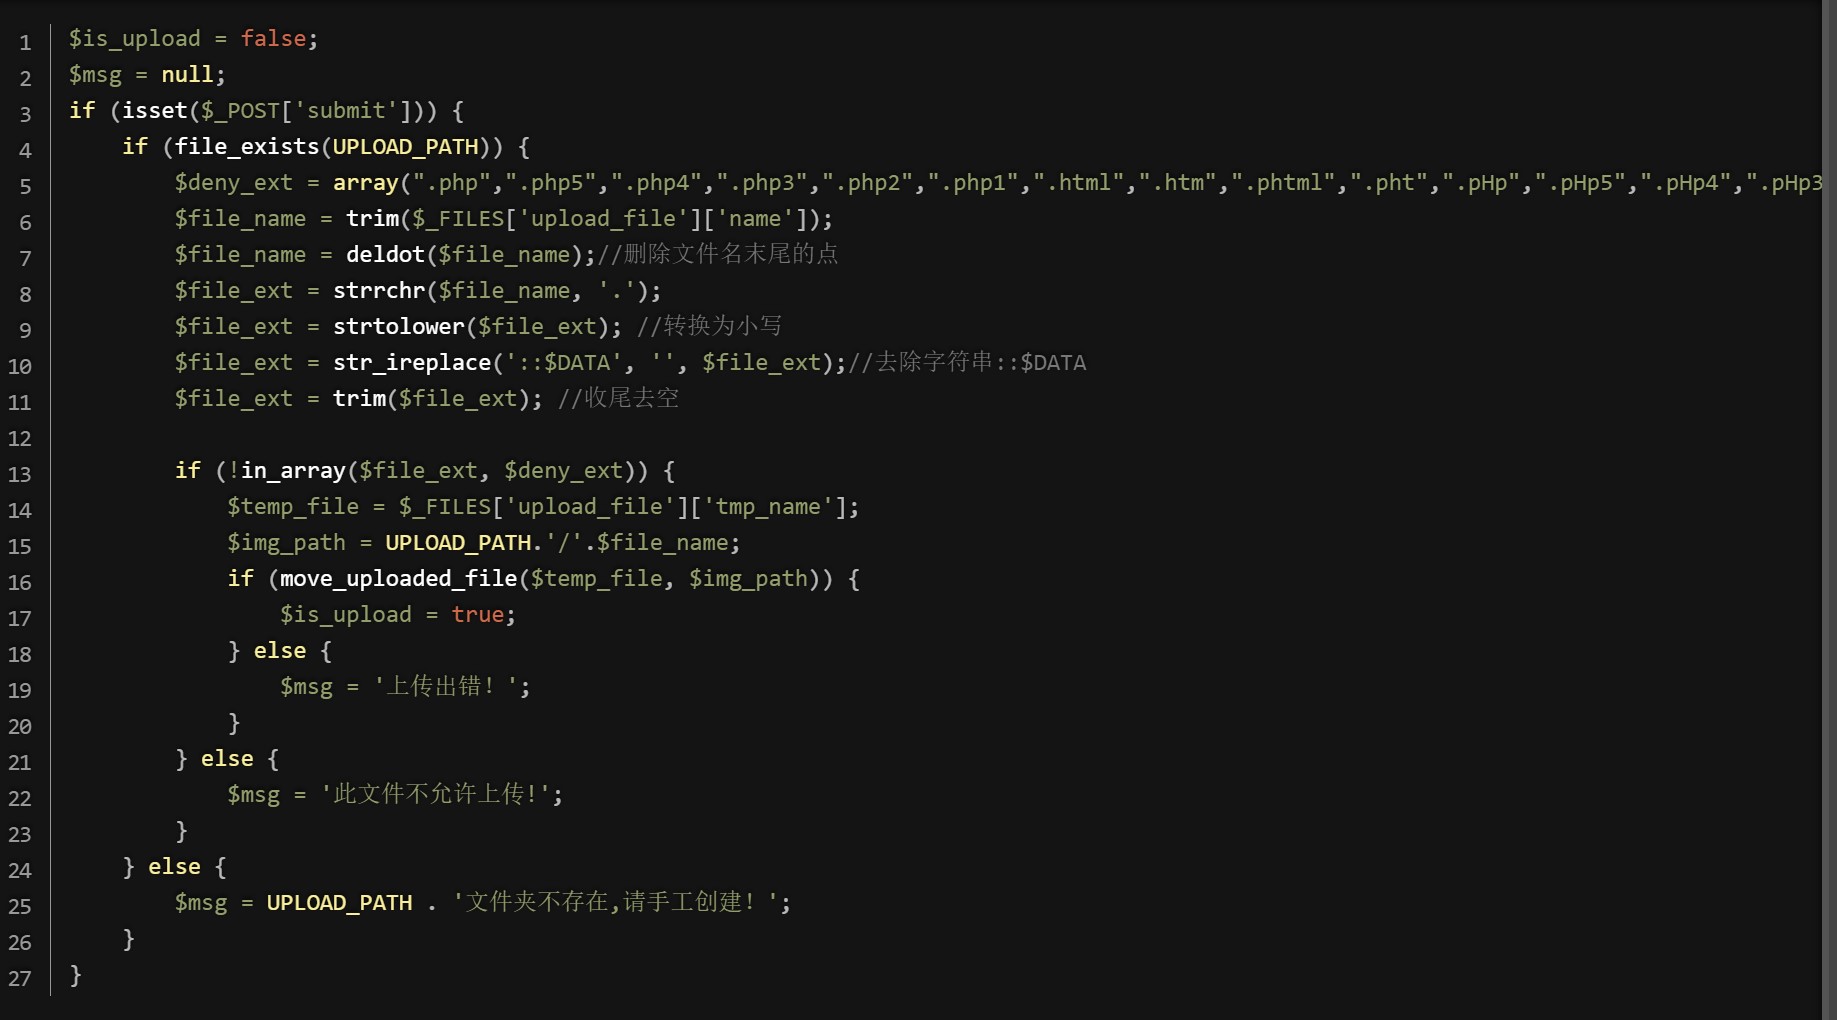 1 $is_upload = false;
2 $msg = null;
3 if (isset($_POST['submit'])) {
4     if (file_exists(UPLOAD_PATH)) {
5         $deny_ext = array(".php",".php5",".php4",".php3",".php2",".php1",".html",".htm",".phtml",".pht",".pHp",".pHp5",".pHp4",".pHp3
6         $file_name = trim($_FILES['upload_file']['name']);
7         $file_name = deldot($file_name);//删除文件名末尾的点
8         $file_ext = strrchr($file_name, '.');
9         $file_ext = strtolower($file_ext); //转换为小写
10         $file_ext = str_ireplace('::$DATA', '', $file_ext);//去除字符串::$DATA
11         $file_ext = trim($file_ext); //收尾去空
12
13         if (!in_array($file_ext, $deny_ext)) {
14             $temp_file = $_FILES['upload_file']['tmp_name'];
15             $img_path = UPLOAD_PATH.'/'.$file_name;
16             if (move_uploaded_file($temp_file, $img_path)) {
17                 $is_upload = true;
18             } else {
19                 $msg = '上传出错！';
20             }
21         } else {
22             $msg = '此文件不允许上传!';
23         }
24     } else {
25         $msg = UPLOAD_PATH . '文件夹不存在,请手工创建！';
26     }
27 }